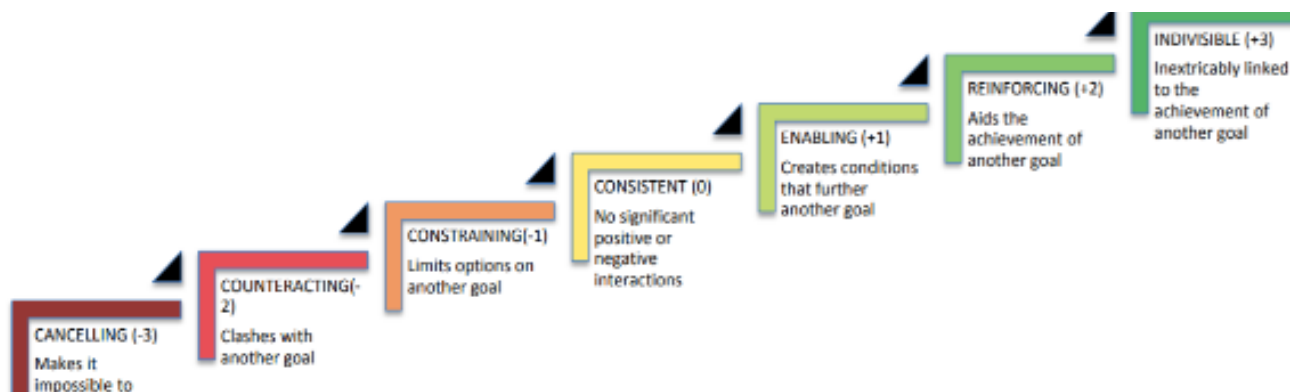 INDIVISIBLE (+3)
Inextricably linked
to the
achievement of
another goal
REINFORCING (+2)
Aids the
achievement of
another goal
ENABLING (+1)
Creates conditions
that further
another goal
CONSISTENT (0)
No significant
positive or
negative
interactions
CONSTRAINING(-1)
Limits options on
another goal
COUNTERACTING(-
2)
Clashes with
another goal
CANCELLING (-3)
Makes it
impossible to